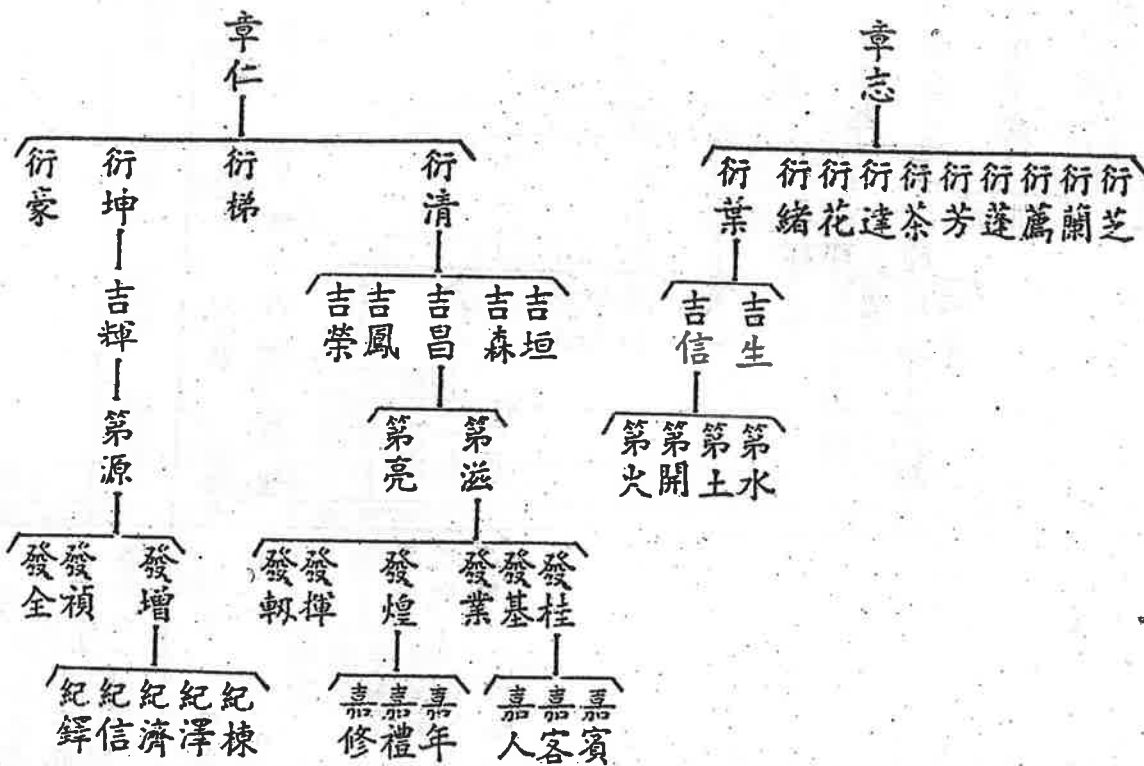 章志
衍芝
衍蘭
衍薦
衍蓬
衍芳
衍茶
衍達
衍花
衍緒
衍葉
吉生
吉信
第水
第土
第開
第火
章仁
衍清
衍梯
衍坤
衍豪
吉垣
吉森
吉昌
吉鳳
吉榮
吉輝
第滋
第亮
第源
發桂
發基
發業
發煌
發揮
發軔
發增
發禎
發全
嘉賓
嘉客
嘉人
嘉年
嘉禮
嘉修
紀棟
紀澤
紀濟
紀信
紀鐸